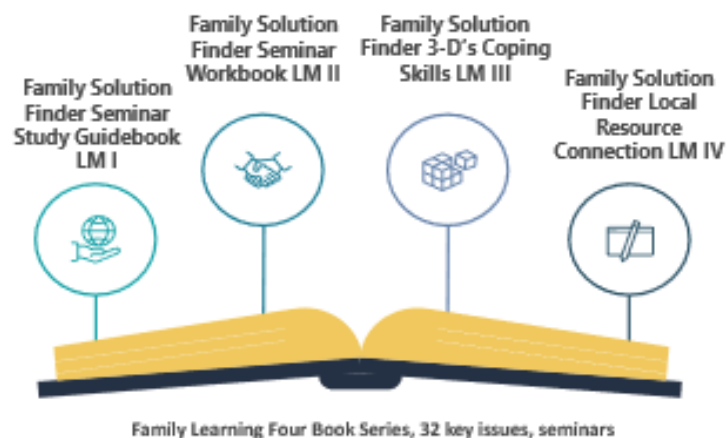 Family Solution
Finder Seminar
Study Guidebook
LM I
Family Solution
Finder Seminar
Workbook LM II
Family Solution
Finder 3-D's Coping
Skills LM III
Family Solution
Finder Local
Resource
Connection LM IV
Family Learning Four Book Series, 32 key issues, seminars